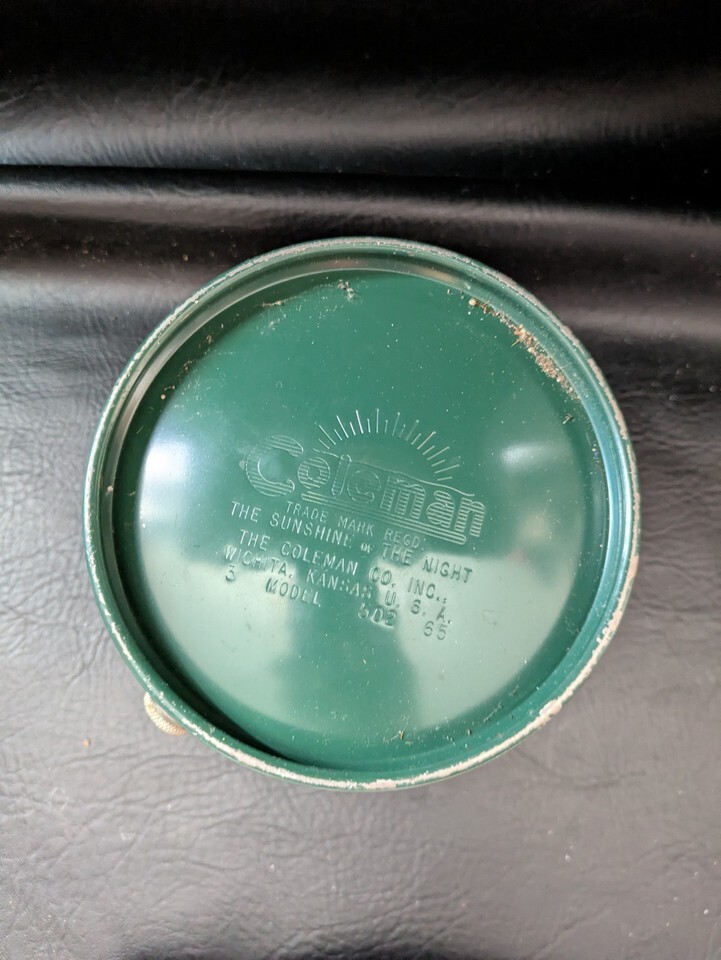 Coleman
TRADE MARK REG'D
THE SUNSHINE OF THE NIGHT
THE COLEMAN CO. INC.,
WICHITA, KANSAS U. S. A.
3 MODEL 502 65